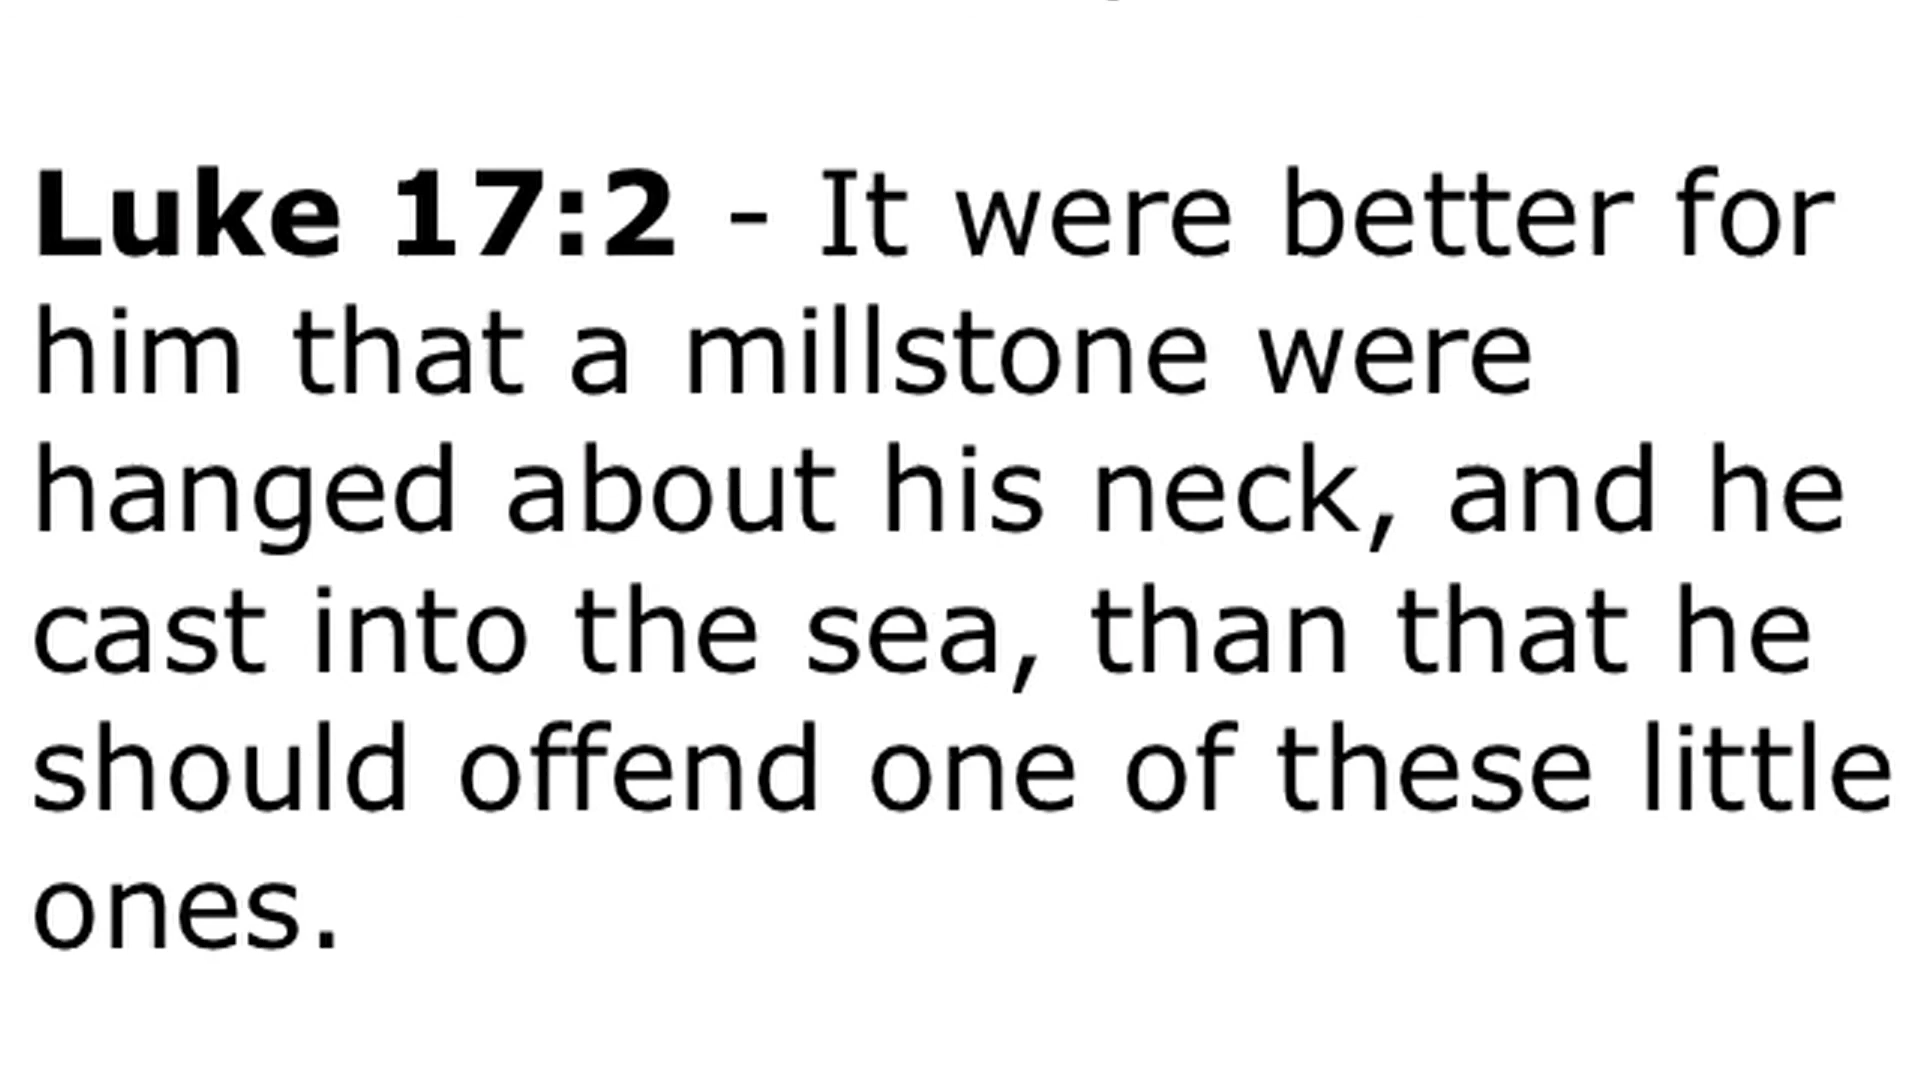 Luke 17:2 - It were better for
him that a millstone were
hanged about his neck, and he
cast into the sea, than that he
should offend one of these little
ones.